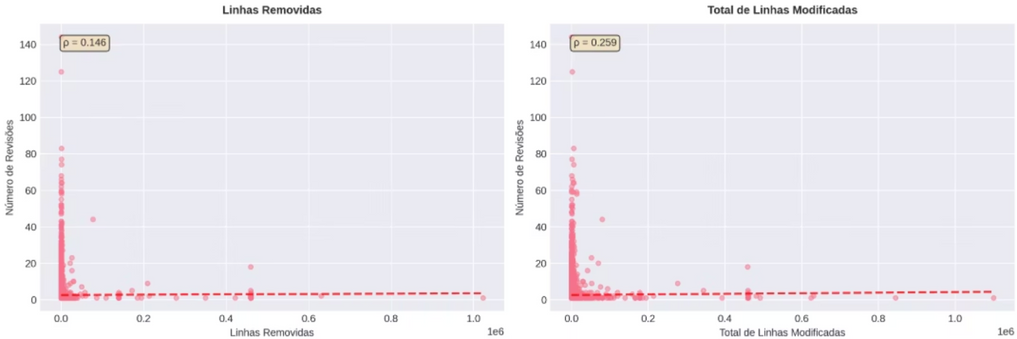 Linhas Removidas
ρ = 0.146
Número de Revisões
140
120
100
80
60
40
20
0
0.0
0.2
0.4
0.6
0.8
1.0
1e6
Linhas Removidas
Total de Linhas Modificadas
ρ = 0.259
Número de Revisões
140
120
100
80
60
40
20
0
0.0
0.2
0.4
0.6
0.8
1.0
1e6
Total de Linhas Modificadas